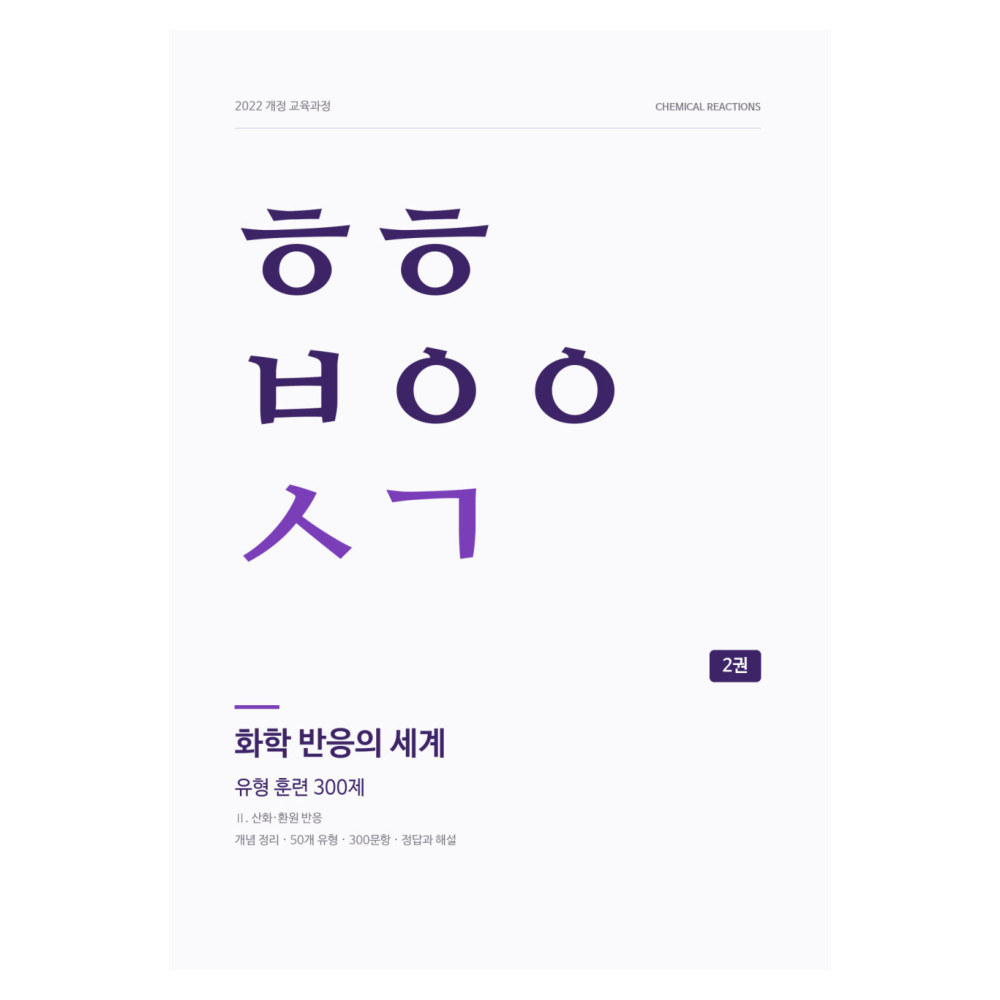 2022 개정 교육과정
CHEMICAL REACTIONS
ㅎㅎ
ㅂㅇㅇ
ㅅㄱ
2권
화학 반응의 세계
유형 훈련 300제
Ⅱ. 산화·환원 반응
개념 정리 · 50개 유형 · 300문항 · 정답과 해설